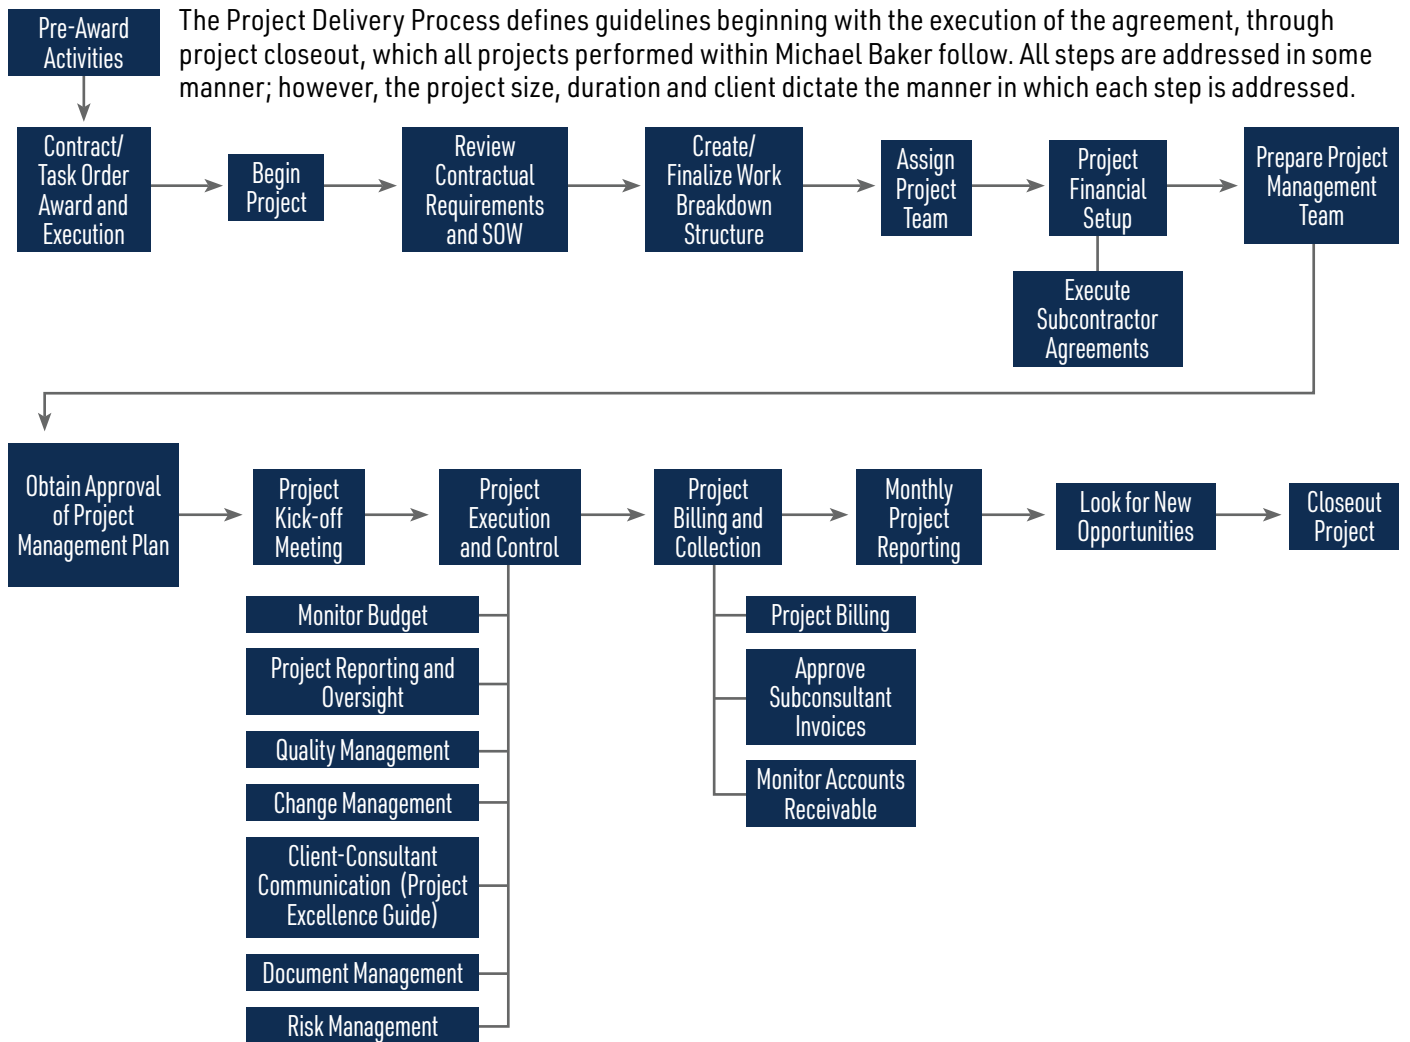 Pre-Award
Activities
The Project Delivery Process defines guidelines beginning with the execution of the agreement, through
project closeout, which all projects performed within Michael Baker follow. All steps are addressed in some
manner; however, the project size, duration and client dictate the manner in which each step is addressed.
Contract/
Task Order
Award and
Execution
Begin
Project
Review
Contractual
Requirements
and SOW
Create/
Finalize Work
Breakdown
Structure
Assign
Project
Team
Project
Financial
Setup
Prepare Project
Management
Team
Execute
Subcontractor
Agreements
Obtain Approval
of Project
Management Plan
Project
Kick-off
Meeting
Project
Execution
and Control
Project
Billing and
Collection
Monthly
Project
Reporting
Look for New
Opportunities
Closeout
Project
Monitor Budget
Project Reporting and
Oversight
Quality Management
Change Management
Client-Consultant
Communication (Project
Excellence Guide)
Document Management
Risk Management
Project Billing
Approve
Subconsultant
Invoices
Monitor Accounts
Receivable